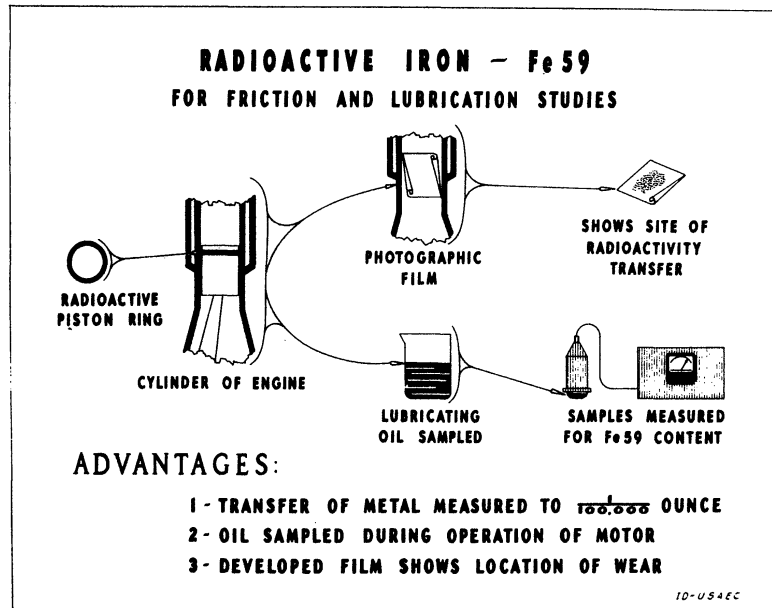 RADIOACTIVE IRON - Fe 59
FOR FRICTION AND LUBRICATION STUDIES
RADIOACTIVE
PISTON RING
CYLINDER OF ENGINE
PHOTOGRAPHIC
FILM
SHOWS SITE OF
RADIOACTIVITY
TRANSFER
LUBRICATING
OIL SAMPLED
SAMPLES MEASURED
FOR Fe 59 CONTENT
ADVANTAGES:
1 - TRANSFER OF METAL MEASURED TO 1/100,000 OUNCE
2 - OIL SAMPLED DURING OPERATION OF MOTOR
3 - DEVELOPED FILM SHOWS LOCATION OF WEAR
ID-USAEC